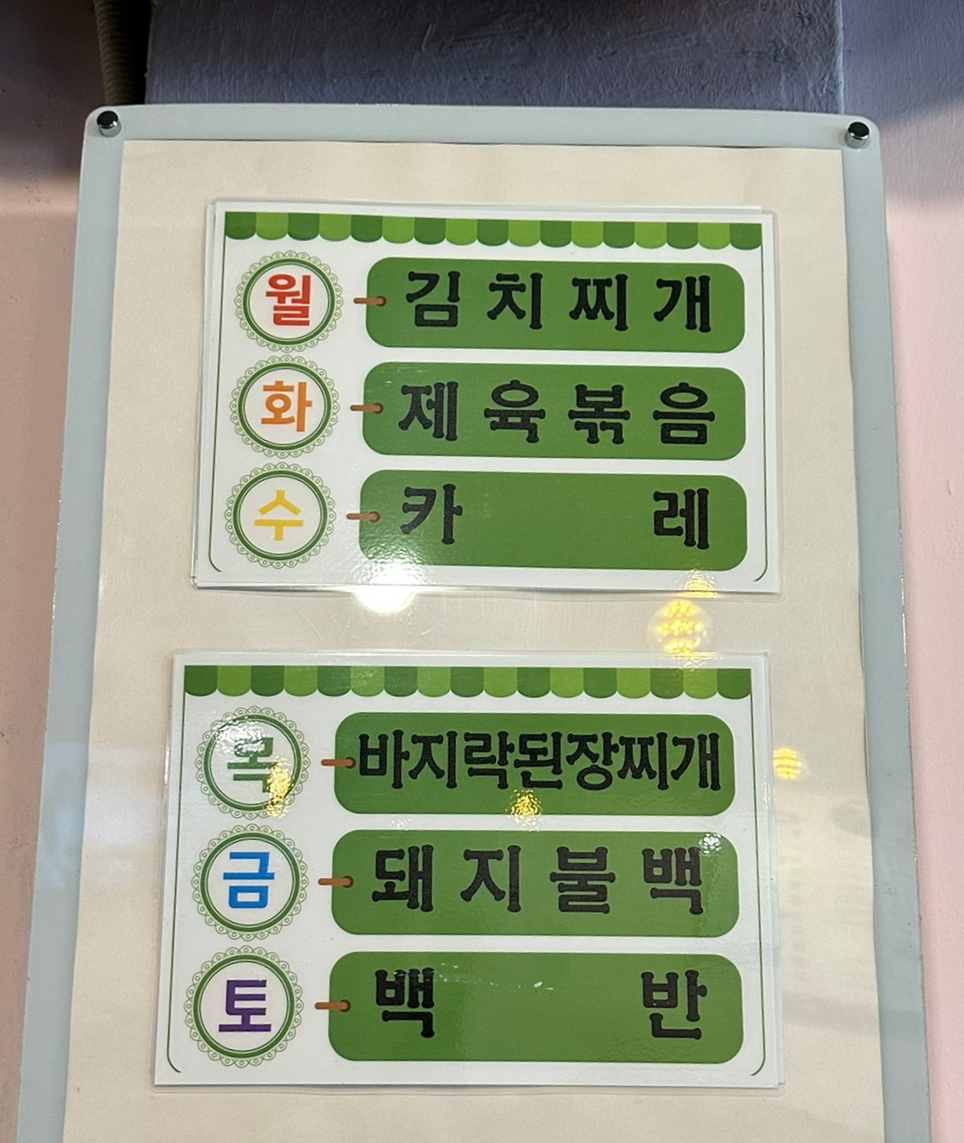 월 김치찌개
화 제육볶음
수 카레
목 바지락된장찌개
금 돼지불백
토 백반